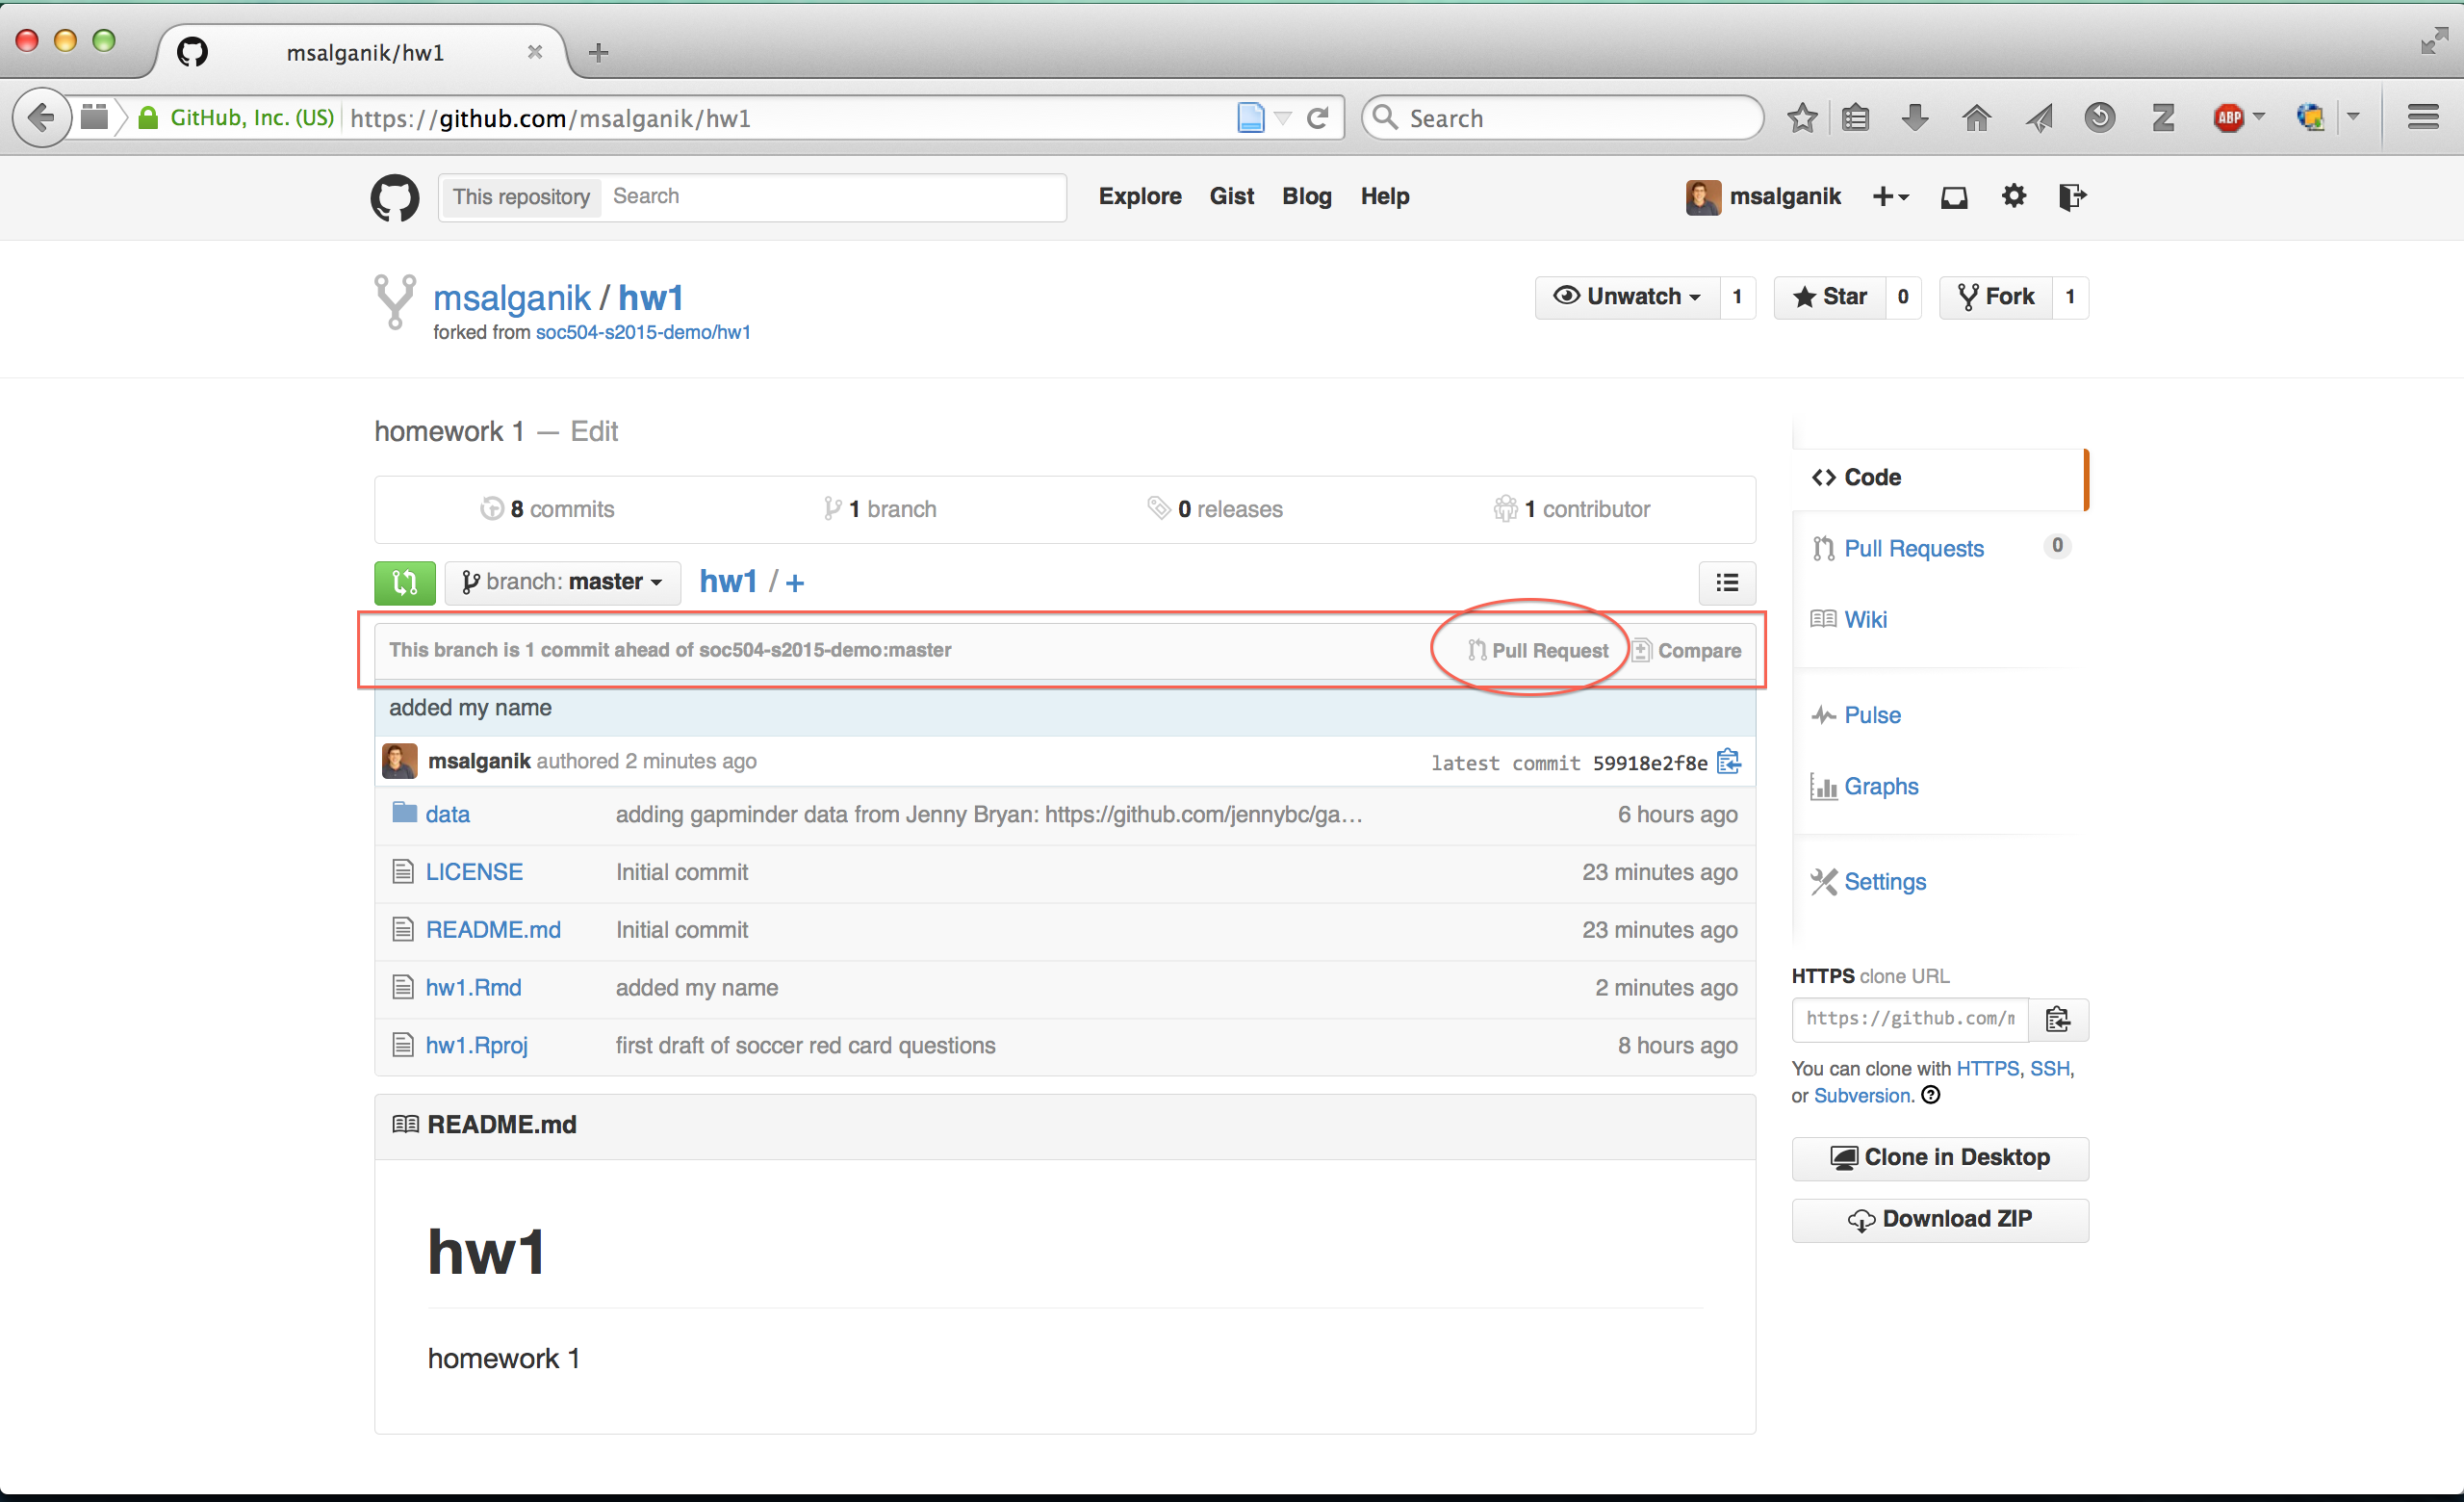 msalganik/hw1
GitHub, Inc. (US) https://github.com/msalganik/hw1 Search ABP
This repository Search Explore Gist Blog Help msalganik
msalganik / hw1 Unwatch 1 Star 0 Fork 1
forked from soc504-s2015-demo/hw1
homework 1 — Edit
8 commits 1 branch 0 releases 1 contributor
branch: master hw1 / +
This branch is 1 commit ahead of soc504-s2015-demo:master Pull Request Compare
added my name
msalganik authored 2 minutes ago latest commit 59918e2f8e
data adding gapminder data from Jenny Bryan: https://github.com/jennybc/ga… 6 hours ago
LICENSE Initial commit 23 minutes ago
README.md Initial commit 23 minutes ago
hw1.Rmd added my name 2 minutes ago
hw1.Rproj first draft of soccer red card questions 8 hours ago
README.md
hw1
homework 1
Code
Pull Requests 0
Wiki
Pulse
Graphs
Settings
HTTPS clone URL
https://github.com/m
You can clone with HTTPS, SSH,
or Subversion.
Clone in Desktop
Download ZIP